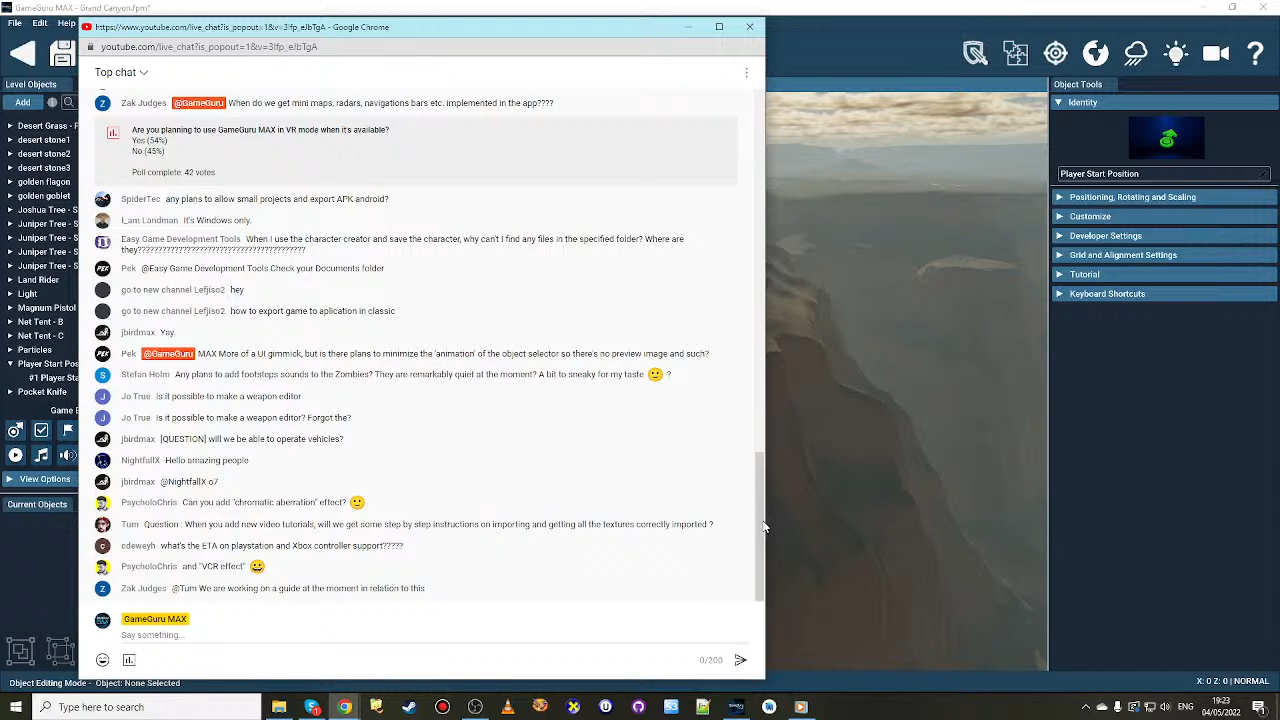 GameGuru MAX - Grand Canyon.fpm*
File
Edit
https://www.youtube.com/live_chat?is_popout=1&v=3Ifp_eJbTgA - Google Chrome
youtube.com/live_chat?is_popout=1&v=3Ifp_eJbTgA
Top chat
Level Objects
Add
Desert Grass - F
desert stone1
desert stone2
desert stone3
golden flagon
golden goblet
Joshua Tree - S
Juniper Tree - S
Juniper Tree - S
Juniper Tree - S
Land Rider
Light
Magnum Pistol
Net Tent - B
Net Tent - C
Particles
Player Start Po
#1 Player Sta
Pocket Knife
Game E
View Options
Current Objects
Zak Judges @GameGuru When do we get mini maps, radars, navigations bars etc. implemented in the app????
Are you planning to use GameGuru MAX in VR mode when it's available?
Yes (54%)
No (45%)
Poll complete: 42 votes
SpiderTec any plans to allow small projects and export APK android?
I_am Landman It's Windows only.
Easy Game Development Tools When I use the character creator and save the character, why can't I find any files in the specified folder? Where are
they???????????????????????????????????????????
Pek @Easy Game Development Tools Check your Documents folder
go to new channel Lefjiso2 hey
go to new channel Lefjiso2 how to export game to aplication in classic
jbirdmax Yay.
Pek @GameGuru MAX More of a UI gimmick, but is there plans to minimize the 'animation' of the object selector so there's no preview image and such?
Stefan Holm Any plans to add footsteps sounds to the Zombies? They are remarkably quiet at the moment? A bit to sneaky for my taste 🙂 ?
Jo True Is it possible to make a weapon editor
Jo True Is it possible to make a weapon editor? Forgot the?
jbirdmax [QUESTION] will we be able to operate vehicles?
NightfallX Hello amazing people
jbirdmax @NightfallX o7
PsycholoChris Can you add "chromatic aberration" effect? 🙂
Tum Question : When you add new video tutorials, will we get some step by step instructions on importing and getting all the textures correctly imported ?
cdeweyh what's the ETA on playstation and Xbox controller support?????
PsycholoChris and "VCR effect" 😀
Zak Judges @Tum We are working on a guide at the moment in relation to this
GameGuru MAX
Say something...
0/200
Object Tools
Identity
Player Start Position
Positioning, Rotating and Scaling
Customize
Developer Settings
Grid and Alignment Settings
Tutorial
Keyboard Shortcuts
Object Editing Mode - Object: None Selected
X: 0 Z: 0 | NORMAL
Type here to search
19:23
04/05/2022